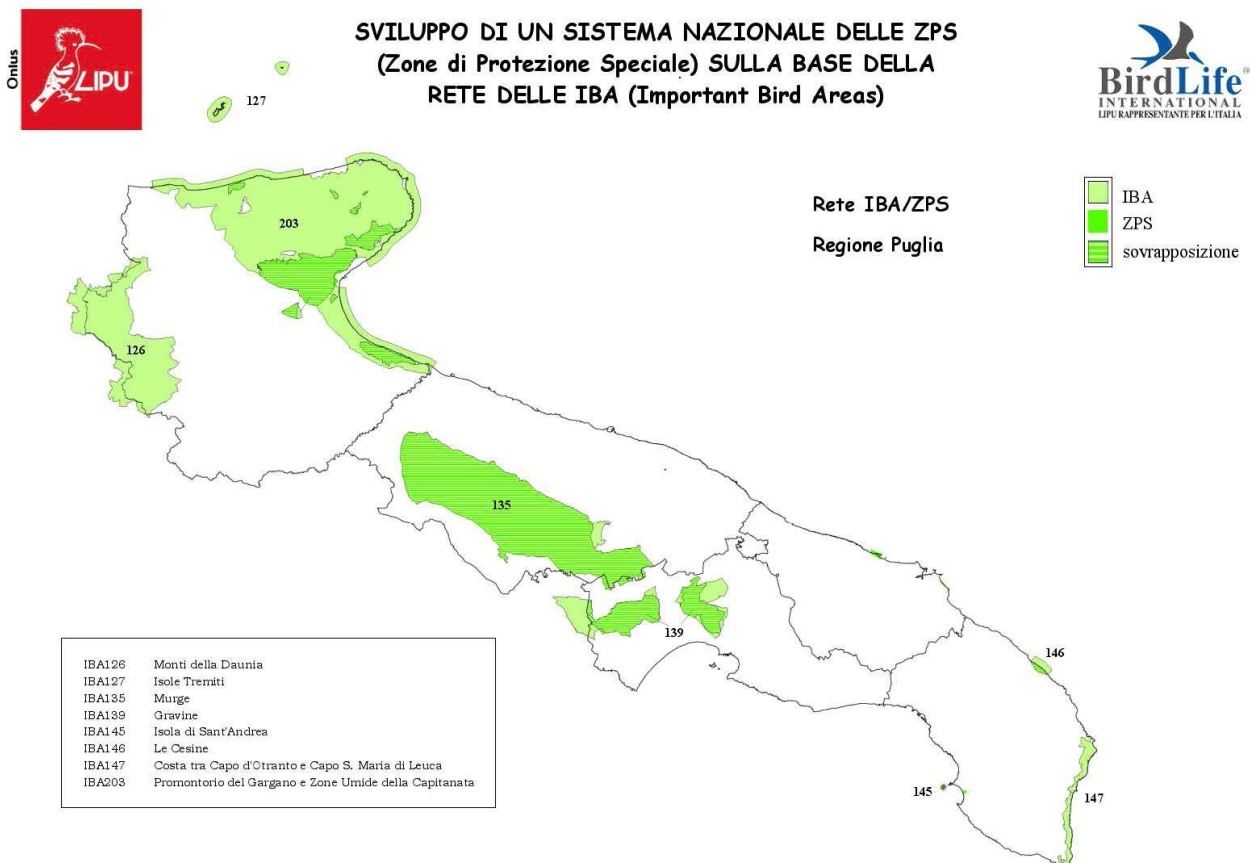 Onlus
LIPU
SVILUPPO DI UN SISTEMA NAZIONALE DELLE ZPS
(Zone di Protezione Speciale) SULLA BASE DELLA
RETE DELLE IBA (Important Bird Areas)
BirdLife®
INTERNATIONAL
LIPU RAPPRESENTANTE PER L'ITALIA
Rete IBA/ZPS
Regione Puglia
IBA
ZPS
sovrapposizione
127
203
126
135
139
146
145
147
IBA126 Monti della Daunia
IBA127 Isole Tremiti
IBA135 Murge
IBA139 Gravine
IBA145 Isola di Sant'Andrea
IBA146 Le Cesine
IBA147 Costa tra Capo d'Otranto e Capo S. Maria di Leuca
IBA203 Promontorio del Gargano e Zone Umide della Capitanata